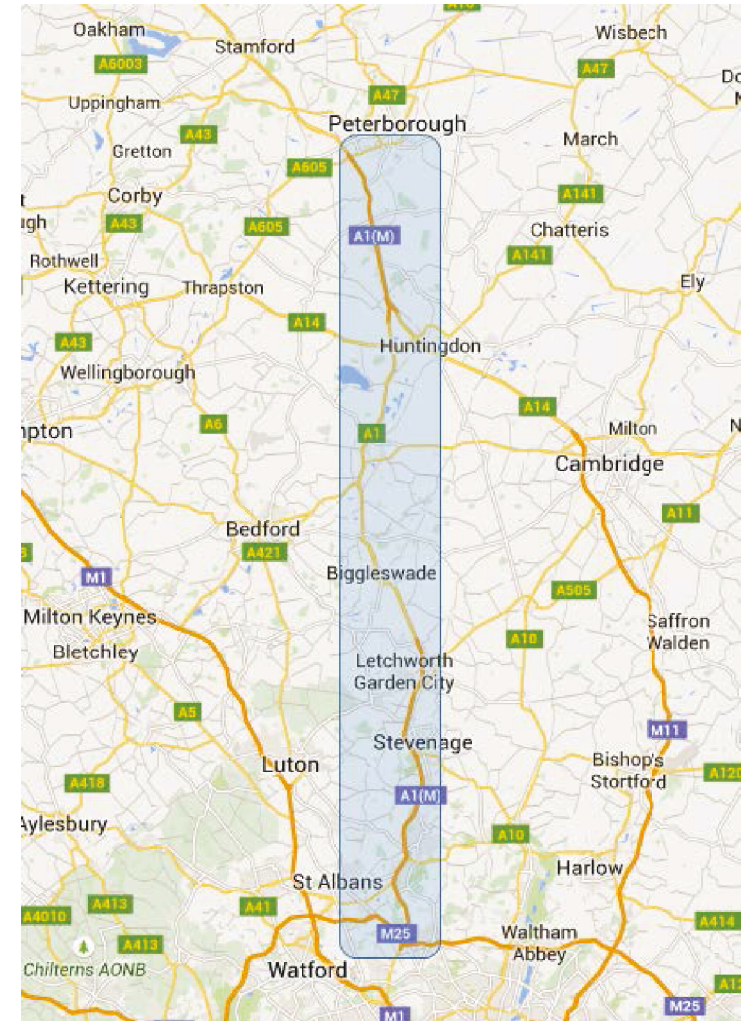 Oakham
Wisbech
Stamford
A6003
A47
A47
Uppingham
Peterborough
A43
March
Gretton
A605
Corby
A141
A43
A605
A1(M)
Chatteris
A141
Rothwell
Kettering
Thrapston
Ely
A14
A43
Huntingdon
Wellingborough
A14
A6
A1
Milton
Cambridge
A11
Bedford
A421
Biggleswade
M1
A505
Milton Keynes
Saffron
Walden
A10
Bletchley
Letchworth
Garden City
A5
M11
Stevenage
Luton
Bishop's
Stortford
A120
A418
A1(M)
Aylesbury
A10
Harlow
St Albans
A413
A41
A4010
A414
M25
Waltham
Abbey
A413
Chilterns AONB
Watford
M25
M1